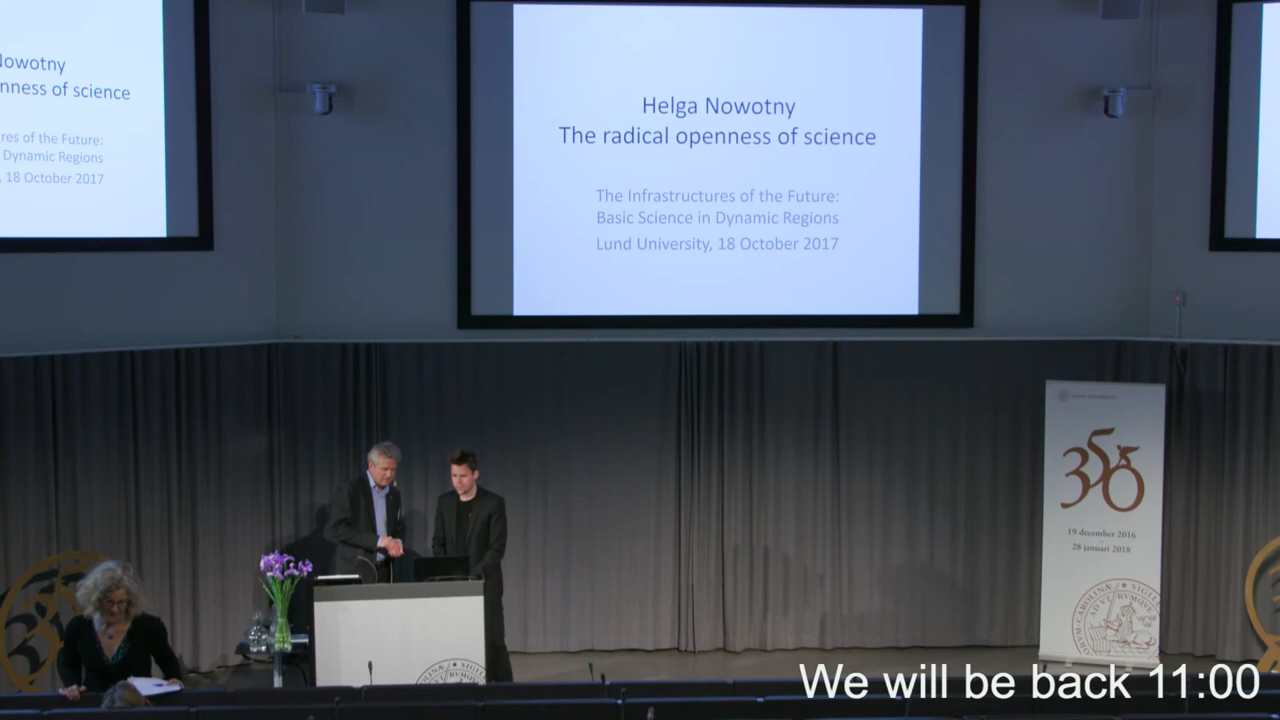 Nowotny
nness of science
res of the Future:
Dynamic Regions
, 18 October 2017
Helga Nowotny
The radical openness of science
The Infrastructures of the Future:
Basic Science in Dynamic Regions
Lund University, 18 October 2017
350
19 december 2016
28 januari 2018
We will be back 11:00